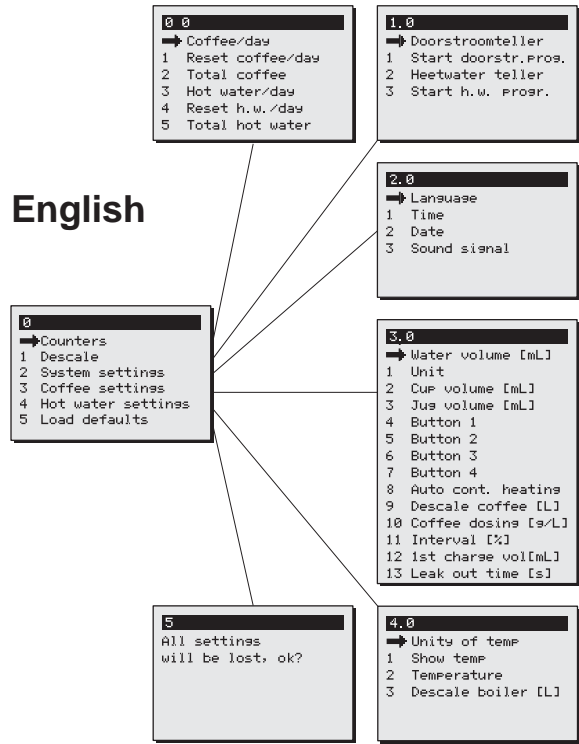 0 0
Coffee/day
1 Reset coffee/day
2 Total coffee
3 Hot water/day
4 Reset h.w./day
5 Total hot water
1.0
Doorstroomteller
1 Start doorstr.prog.
2 Heetwater teller
3 Start h.w. progr.
English
2.0
Language
1 Time
2 Date
3 Sound signal
0
Counters
1 Descale
2 System settings
3 Coffee settings
4 Hot water settings
5 Load defaults
3.0
Water volume [mL]
1 Unit
2 Cup volume [mL]
3 Jug volume [mL]
4 Button 1
5 Button 2
6 Button 3
7 Button 4
8 Auto cont. heating
9 Descale coffee [L]
10 Coffee dosing [g/L]
11 Interval [%]
12 1st charge vol[mL]
13 Leak out time [s]
5
All settings
will be lost, ok?
4.0
Unity of temp
1 Show temp
2 Temperature
3 Descale boiler [L]